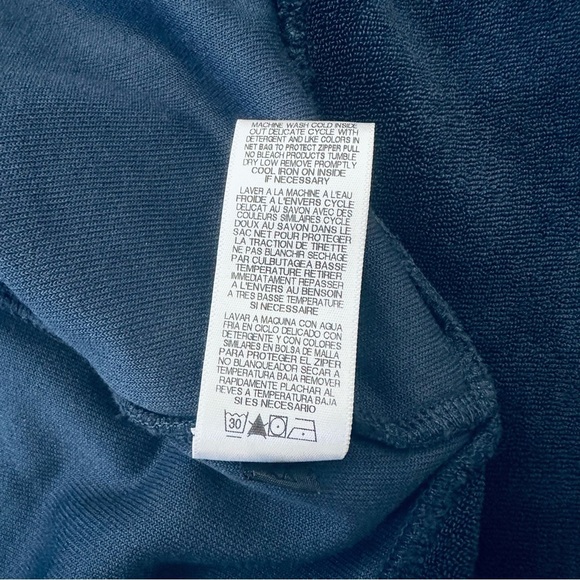 MACHINE WASH COLD INSIDE
OUT DELICATE CYCLE WITH
DETERGENT AND LIKE COLORS IN
NET BAG TO PROTECT ZIPPER PULL
NO BLEACH PRODUCTS TUMBLE
DRY LOW REMOVE PROMPTLY
COOL IRON ON INSIDE
IF NECESSARY
LAVER A LA MACHINE A L'EAU
FROIDE A L'ENVERS CYCLE
DELICAT AU SAVON AVEC DES
COULEURS SIMILAIRES CYCLE
DOUX AU SAVON DANS LE
SAC NET POUR PROTEGER
LA TRACTION DE TIRETTE
NE PAS BLANCHIR SECHAGE
PAR CULBUTAGEA BASSE
TEMPERATURE RETIRER
IMMEDIATAMENT REPASSER
A L'ENVERS AU BENSOIN
A TRES BASSE TEMPERATURE
SI NECESSAIRE
LAVAR A MAQUINA CON AGUA
FRIA EN CICLO DELICADO CON
DETERGENTE Y CON COLORES
SIMILARES EN BOLSA DE MALLA
PARA PROTEGER EL ZIPER
NO BLANQUEADOR SECAR A
TEMPERATURA BAJA REMOVER
RAPIDAMENTE PLANCHAR AL
REVES A TEMPERATURA BAJA
SI ES NECESARIO
30